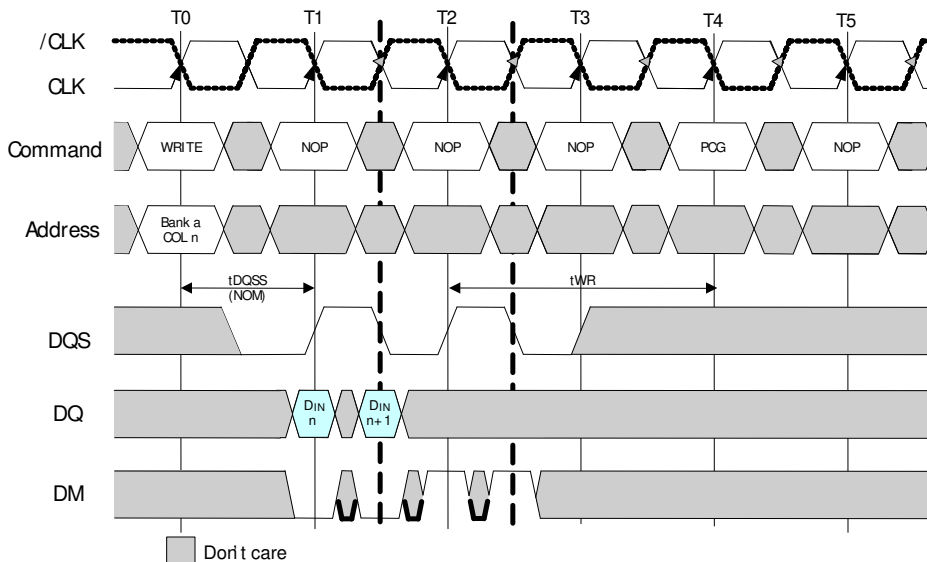 T0 T1 T2 T3 T4 T5
/CLK
CLK
Command WRITE NOP NOP NOP PCG NOP
Address Bank a
COL n
tDQSS
(NOM)
tWR
DQS
DQ DIN
n
DIN
n+1
DM
Don't care